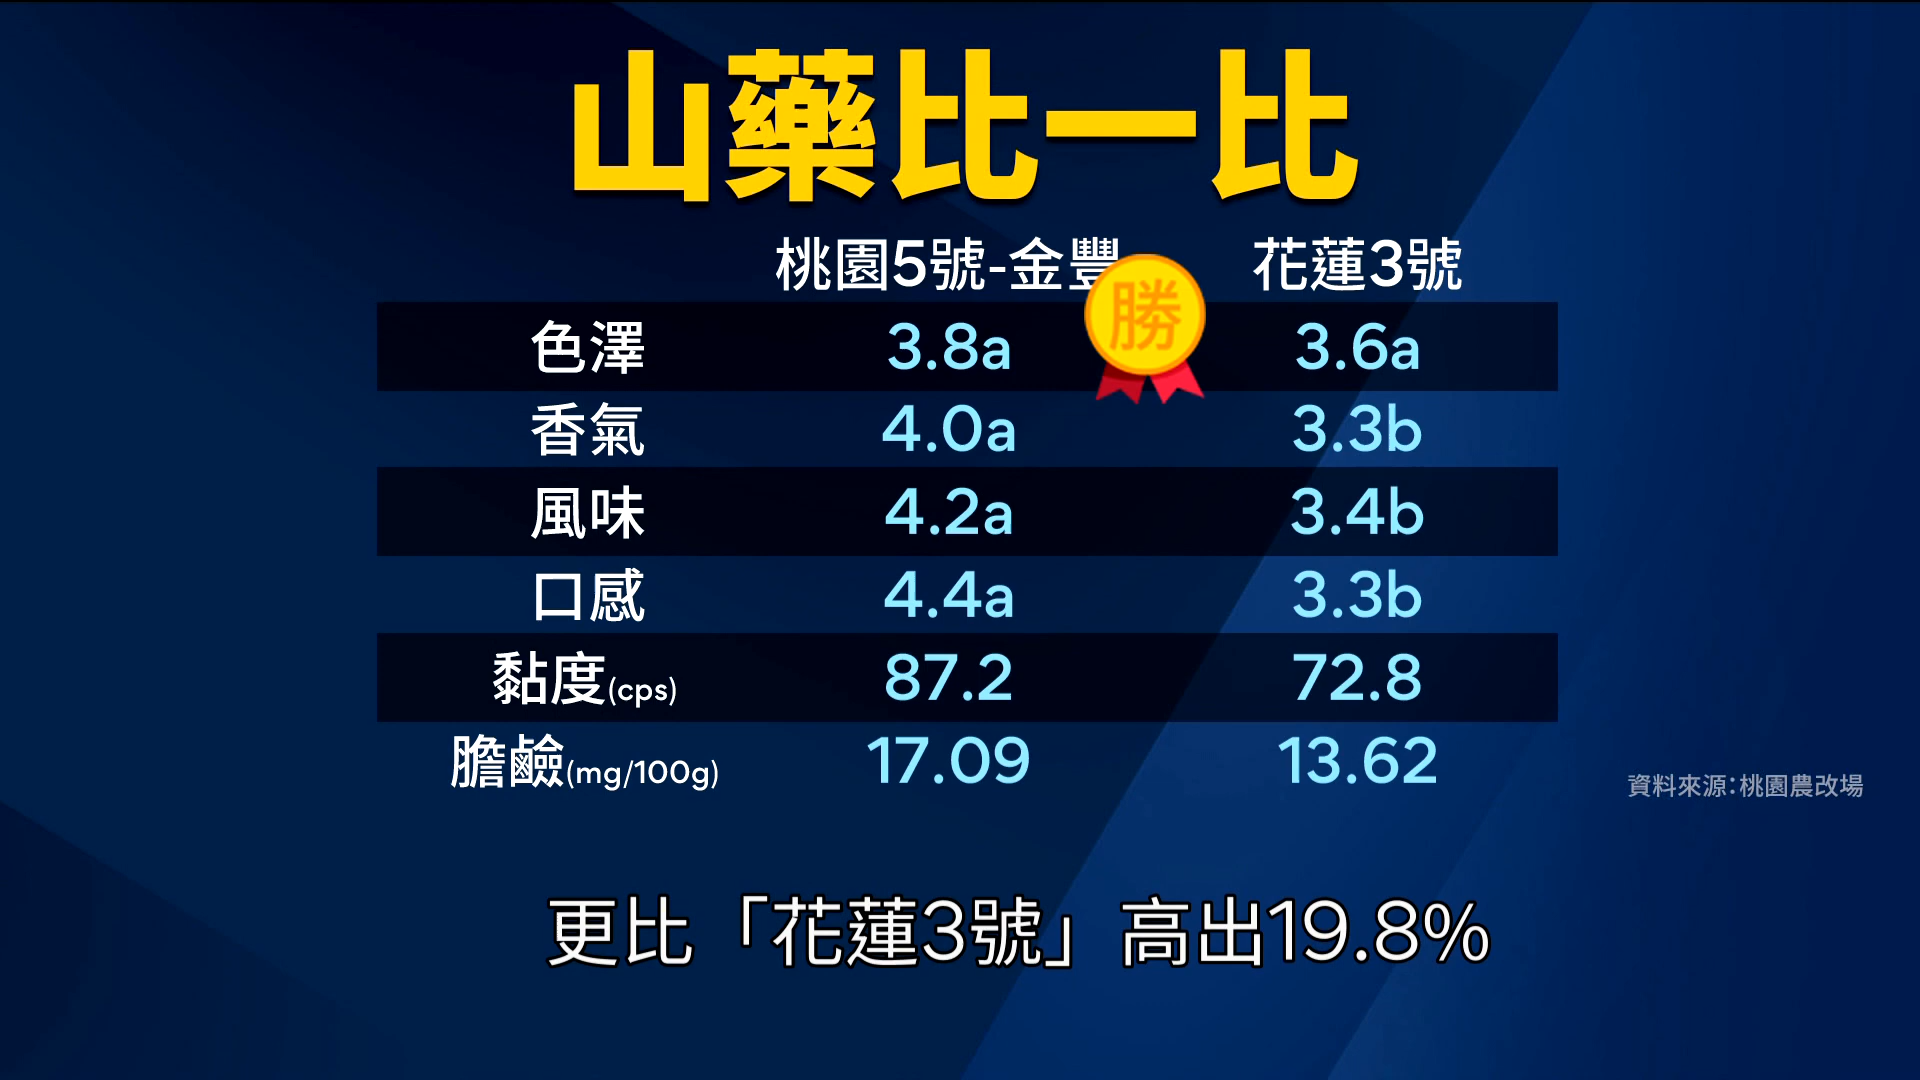 山藥比一比
桃園5號-金豐 花蓮3號
勝
色澤 3.8a 3.6a
香氣 4.0a 3.3b
風味 4.2a 3.4b
口感 4.4a 3.3b
黏度(cps) 87.2 72.8
膽鹼(mg/100g) 17.09 13.62
資料來源:桃園農改場
更比「花蓮3號」高出19.8%